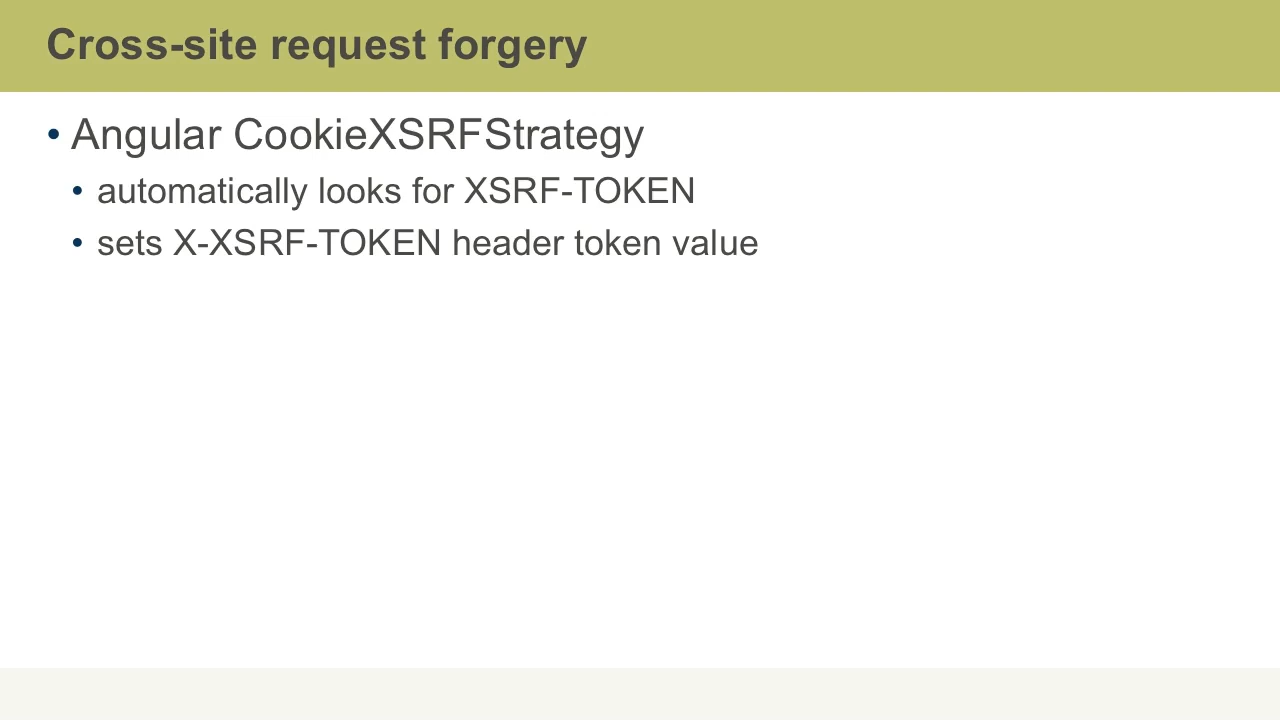 Cross-site request forgery
• Angular CookieXSRFStrategy
• automatically looks for XSRF-TOKEN
• sets X-XSRF-TOKEN header token value